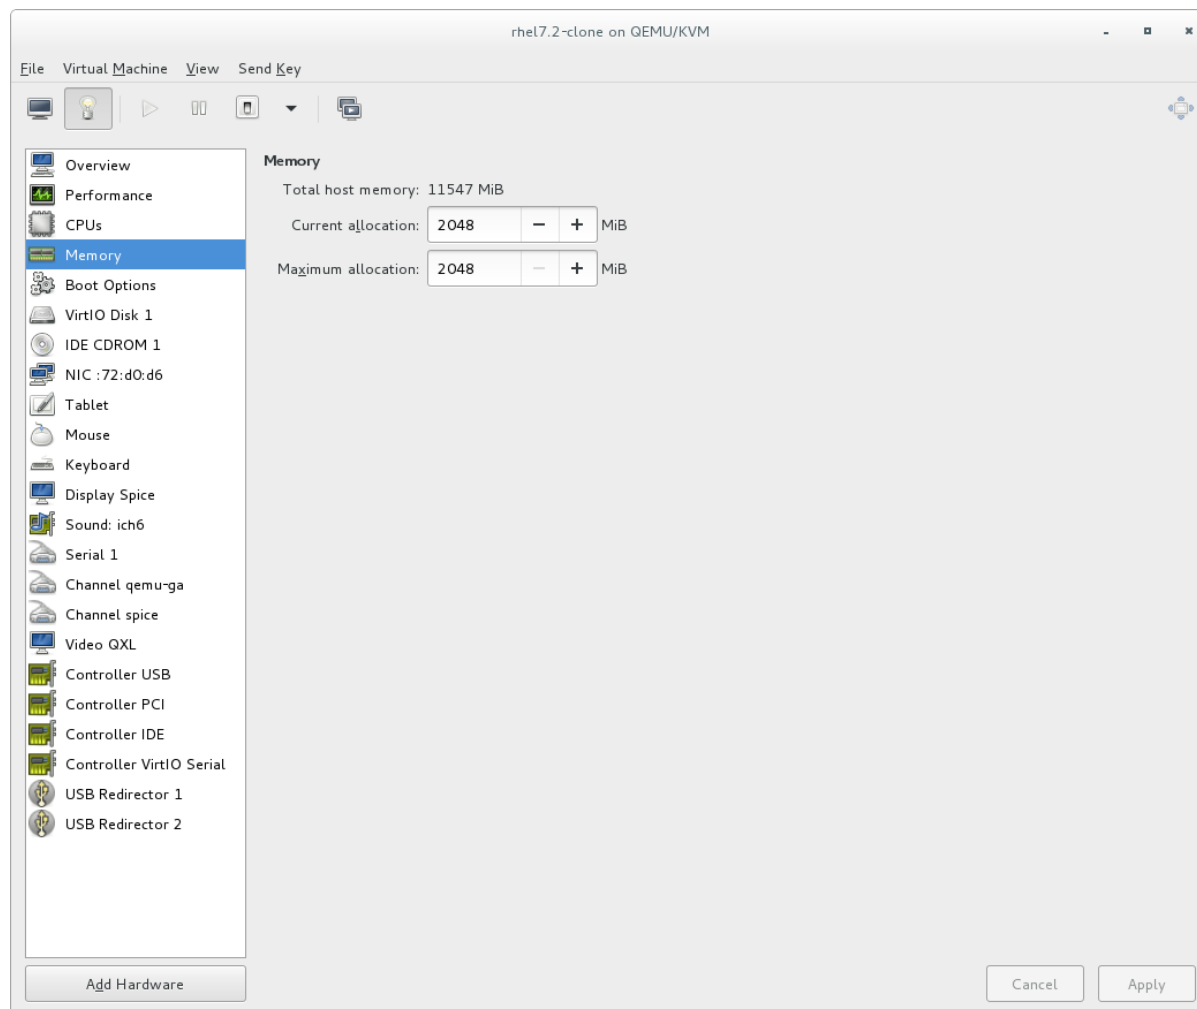 rhel7.2-clone on QEMU/KVM
File Virtual Machine View Send Key
Overview
Performance
CPUs
Memory
Boot Options
VirtIO Disk 1
IDE CDROM 1
NIC :72:d0:d6
Tablet
Mouse
Keyboard
Display Spice
Sound: ich6
Serial 1
Channel qemu-ga
Channel spice
Video QXL
Controller USB
Controller PCI
Controller IDE
Controller VirtIO Serial
USB Redirector 1
USB Redirector 2
Add Hardware
Memory
Total host memory: 11547 MiB
Current allocation: 2048 − + MiB
Maximum allocation: 2048 − + MiB
Cancel Apply